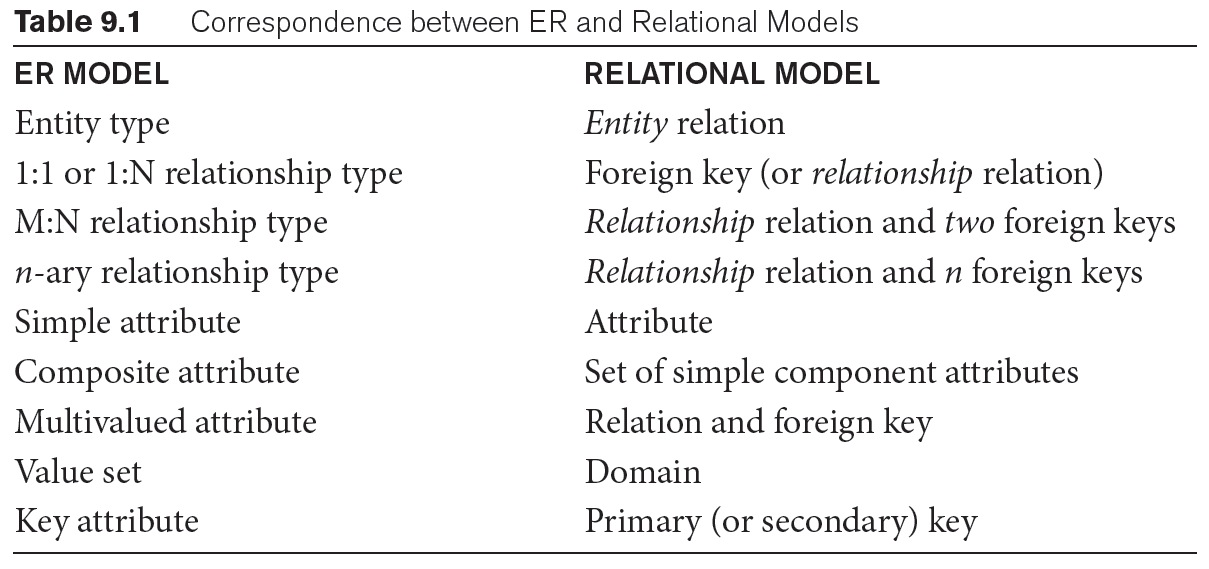 Table 9.1 Correspondence between ER and Relational Models
ER MODEL RELATIONAL MODEL
Entity type Entity relation
1:1 or 1:N relationship type Foreign key (or relationship relation)
M:N relationship type Relationship relation and two foreign keys
n-ary relationship type Relationship relation and n foreign keys
Simple attribute Attribute
Composite attribute Set of simple component attributes
Multivalued attribute Relation and foreign key
Value set Domain
Key attribute Primary (or secondary) key